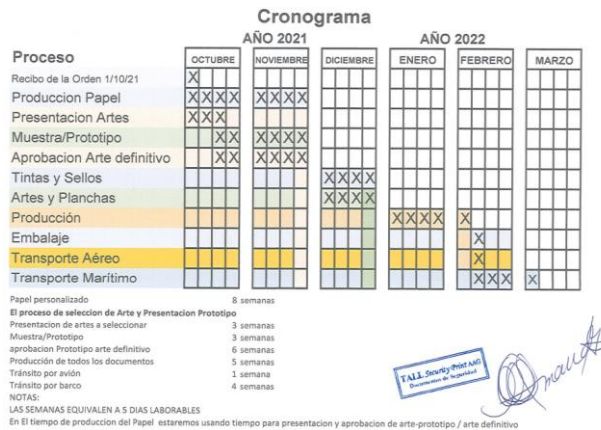 Cronograma
AÑO 2021 AÑO 2022
Proceso OCTUBRE NOVIEMBRE DICIEMBRE ENERO FEBRERO MARZO
Recibo de la Orden 1/10/21 X
Produccion Papel X X X X X X X X
Presentacion Artes X X X
Muestra/Prototipo X X X X X X
Aprobacion Arte definitivo X X X X X X
Tintas y Sellos X X X X
Artes y Planchas X X X X
Producción X X X X X
Embalaje X
Transporte Aéreo X
Transporte Marítimo X X X X
Papel personalizado 8 semanas
El proceso de seleccion de Arte y Presentacion Prototipo
Presentacion de artes a seleccionar 3 semanas
Muestra/Prototipo 3 semanas
aprobacion Prototipo arte definitivo 6 semanas
Producción de todos los documentos 5 semanas
Tránsito por avión 1 semana
Tránsito por barco 4 semanas
NOTAS:
LAS SEMANAS EQUIVALEN A 5 DIAS LABORABLES
En El tiempo de produccion del Papel estaremos usando tiempo para presentacion y aprobacion de arte-prototipo / arte definitivo
TALL Security Print
Documentos de Seguridad